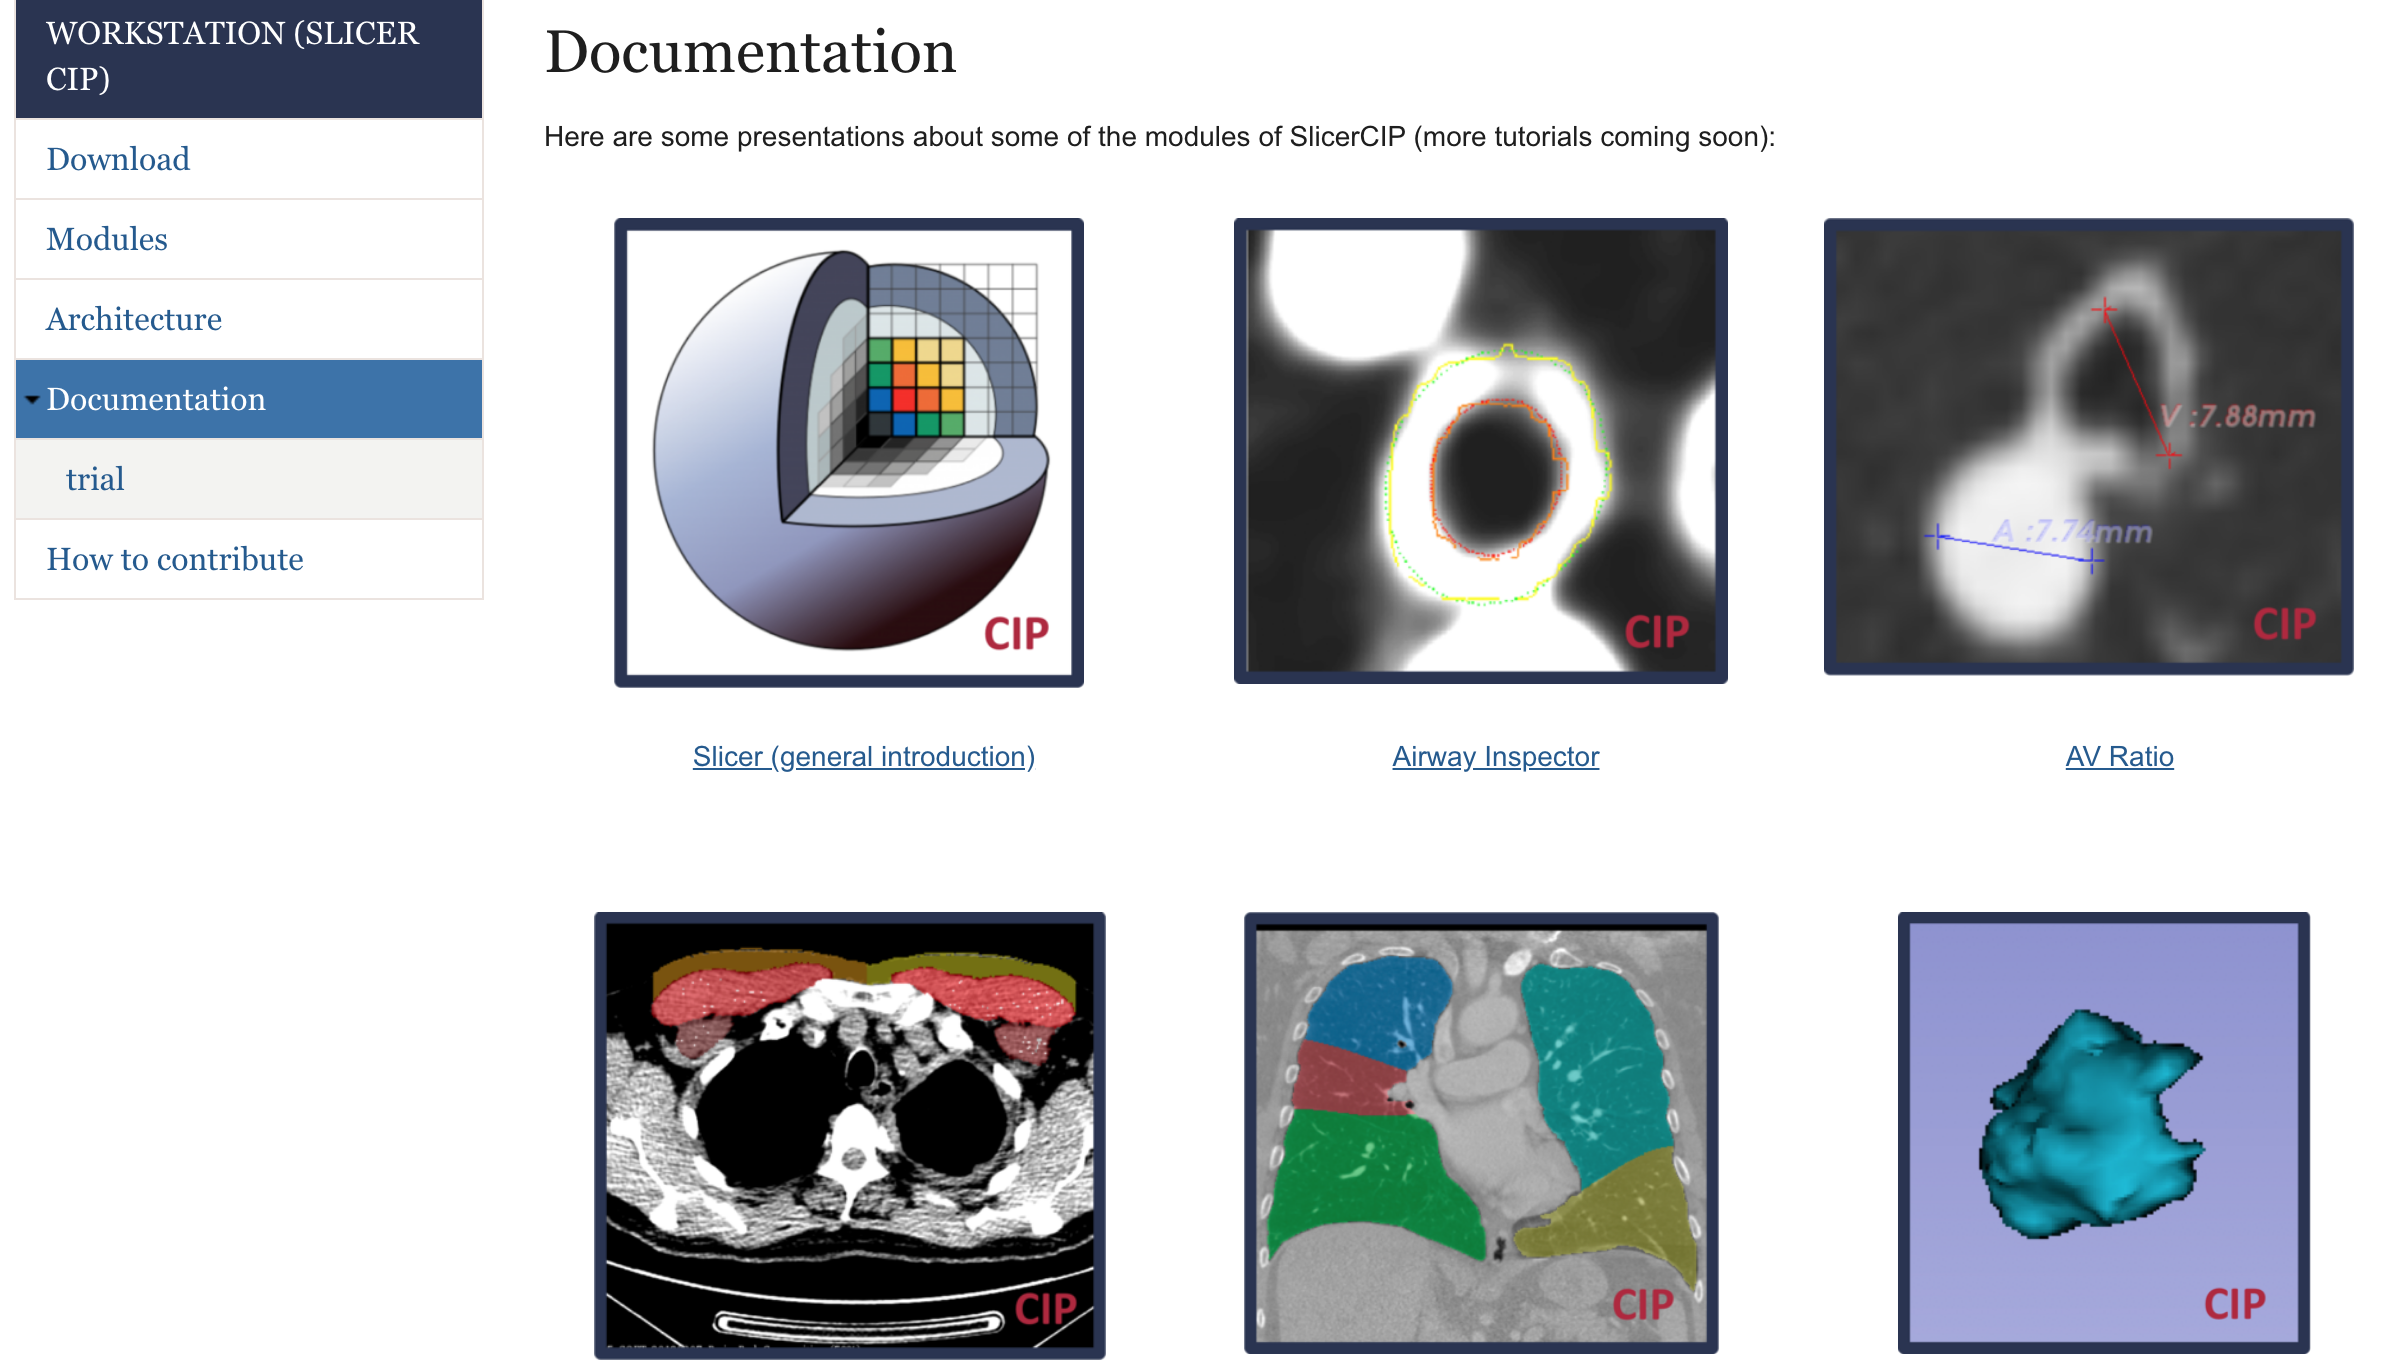 WORKSTATION (SLICER
CIP)
Download
Modules
Architecture
Documentation
trial
How to contribute
Documentation
Here are some presentations about some of the modules of SlicerCIP (more tutorials coming soon):
CIP
CIP
V :7.88mm
A :7.74mm
CIP
Slicer (general introduction)
Airway Inspector
AV Ratio
CIP
CIP
CIP